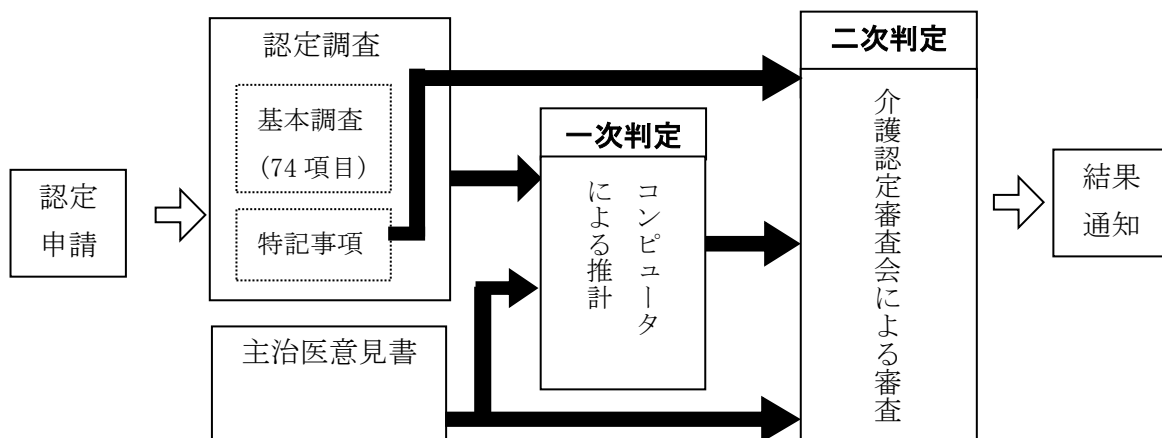 認定
申請
認定調査
基本調査
(74 項目)
特記事項
主治医意見書
一次判定
コンピュータ
による推計
二次判定
介護認定審査会による審査
結果
通知